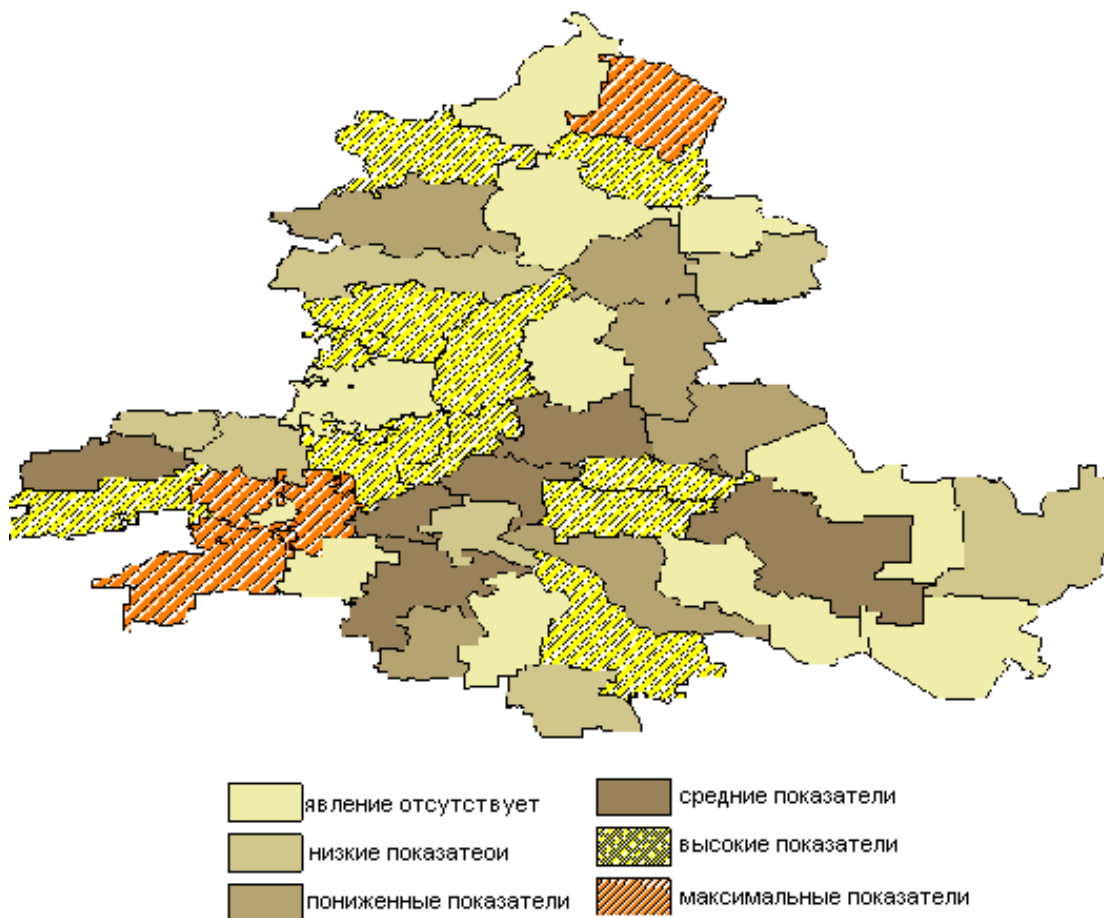 явление отсутствует
низкие показатеои
пониженные показатели
средние показатели
высокие показатели
максимальные показатели